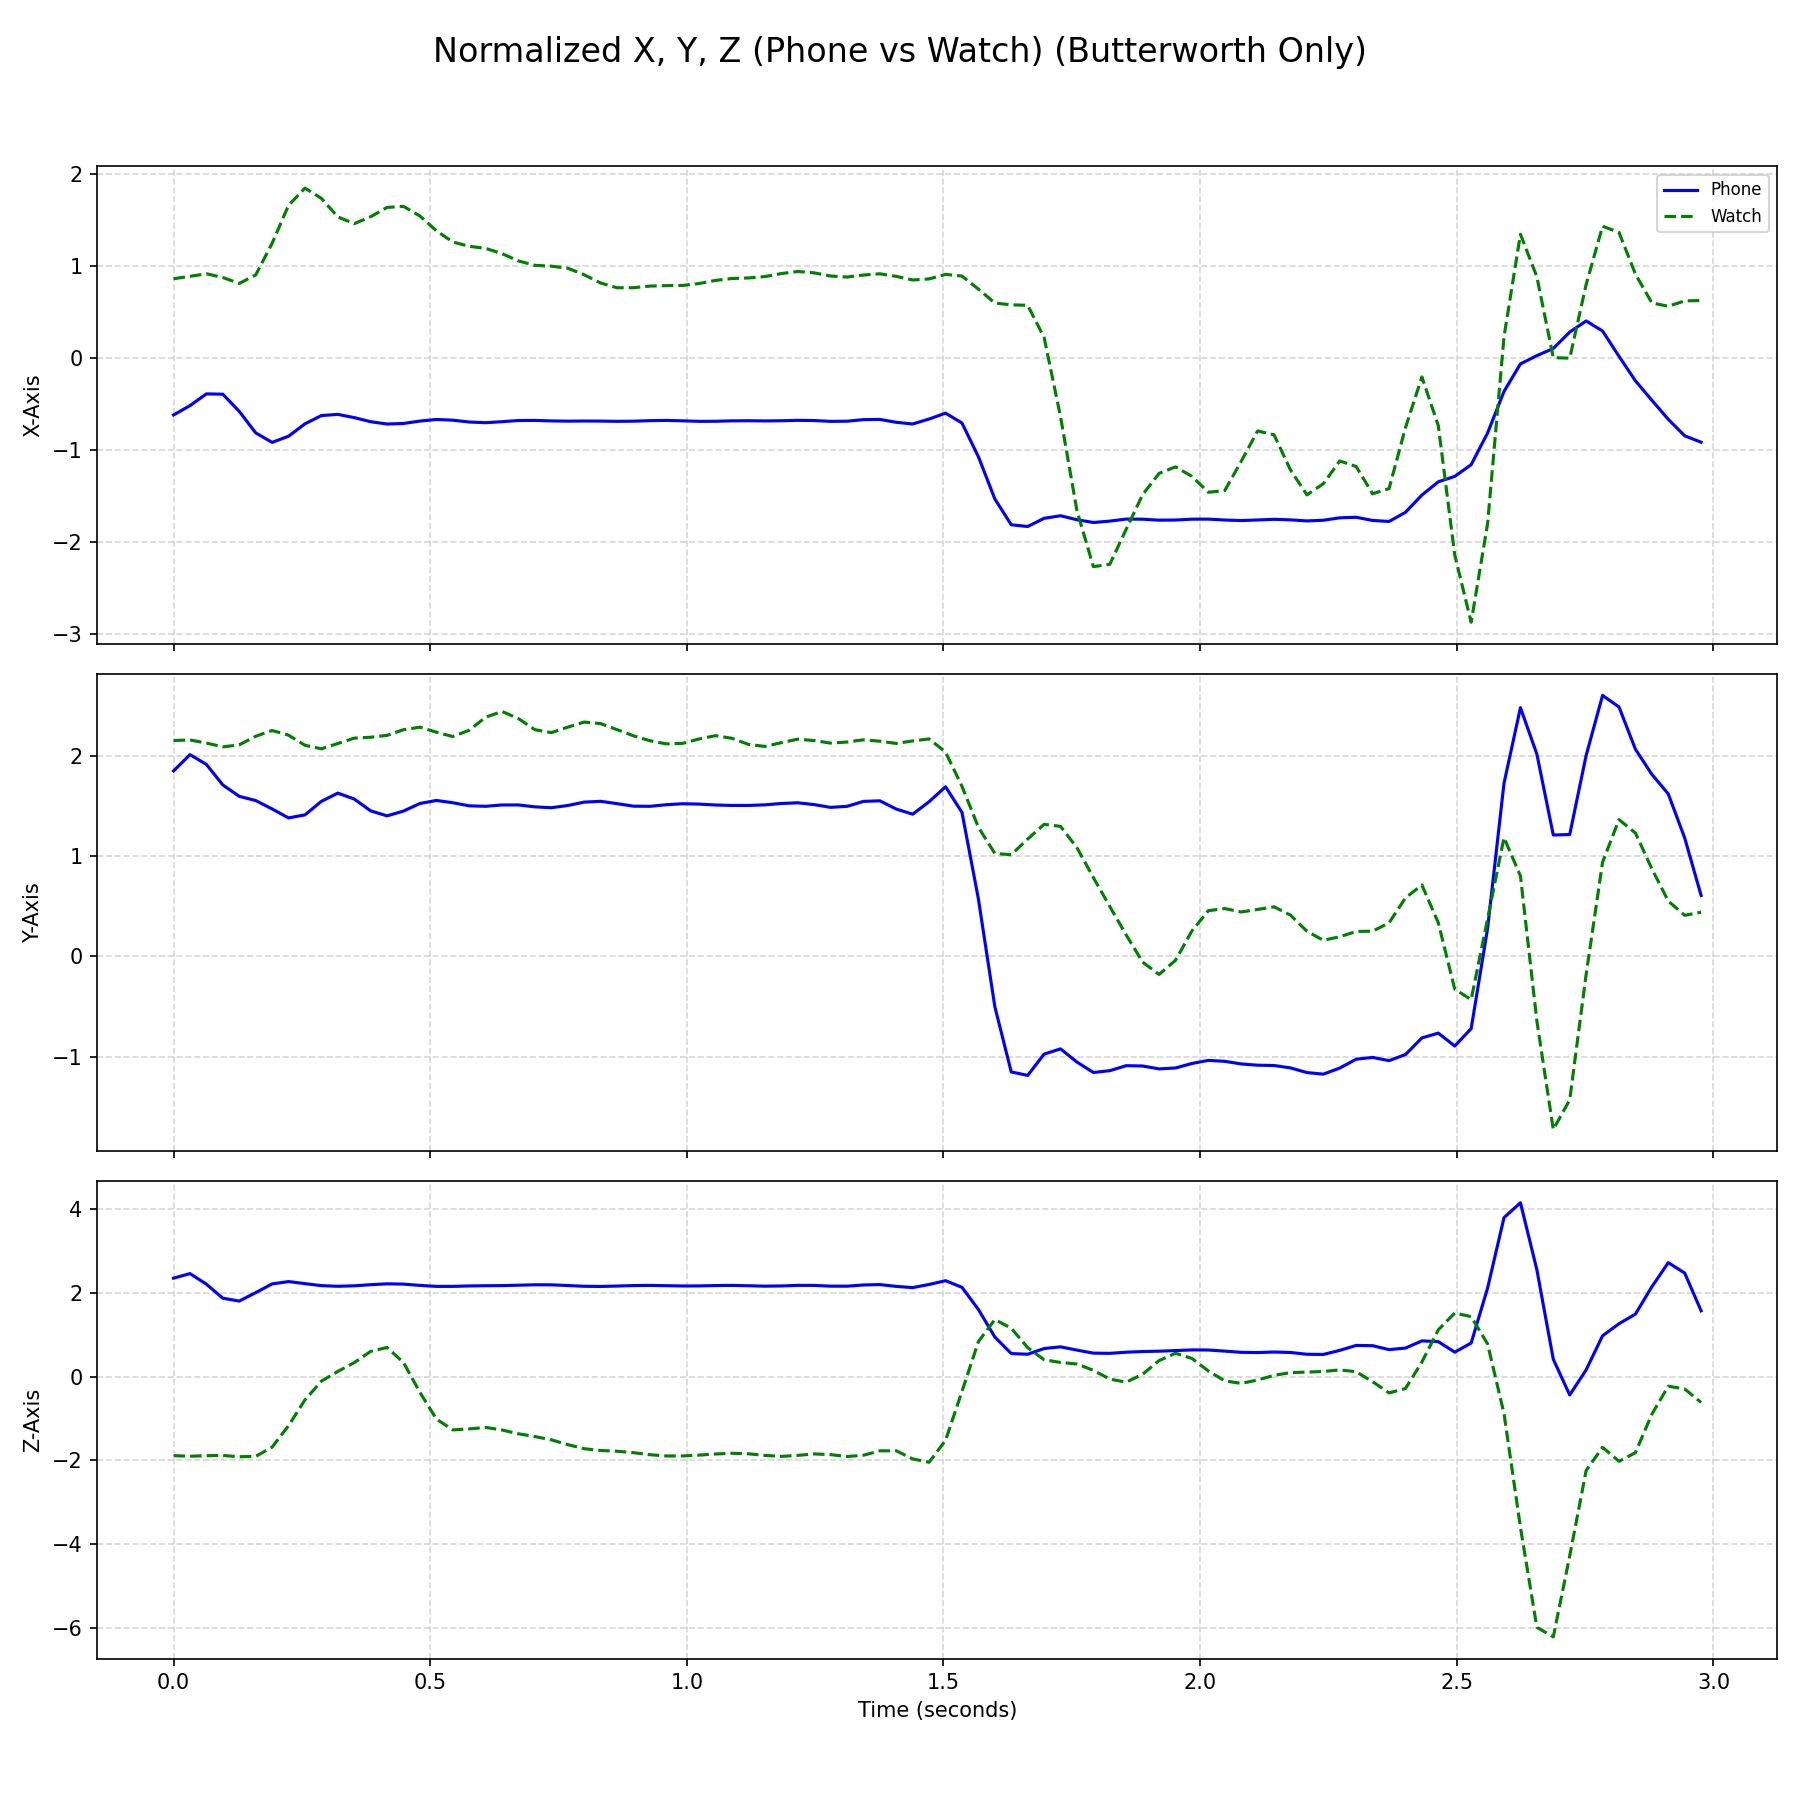 Normalized X, Y, Z (Phone vs Watch) (Butterworth Only)
2
1
0
−1
−2
−3
X-Axis
Phone
Watch
2
1
0
−1
Y-Axis
4
2
0
−2
−4
−6
Z-Axis
0.0 0.5 1.0 1.5 2.0 2.5 3.0
Time (seconds)